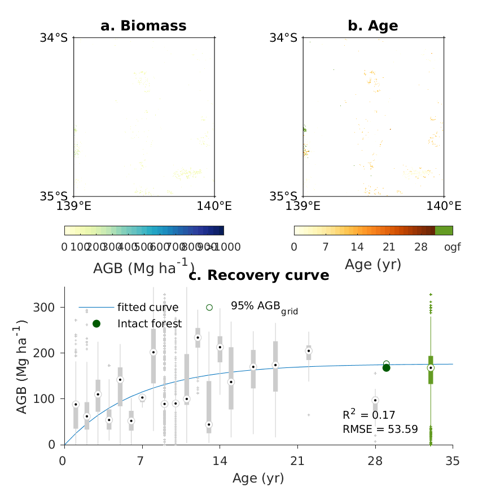 a. Biomass
b. Age
34°S
34°S
35°S
35°S
139°E
140°E
139°E
140°E
0 100 200 300 400 500 600 700 800 900 >1000
0 7 14 21 28 ogf
AGB (Mg ha⁻¹)
Age (yr)
c. Recovery curve
fitted curve
95% AGB_grid
Intact forest
300
200
100
0
AGB (Mg ha⁻¹)
R² = 0.17
RMSE = 53.59
0 7 14 21 28 35
Age (yr)